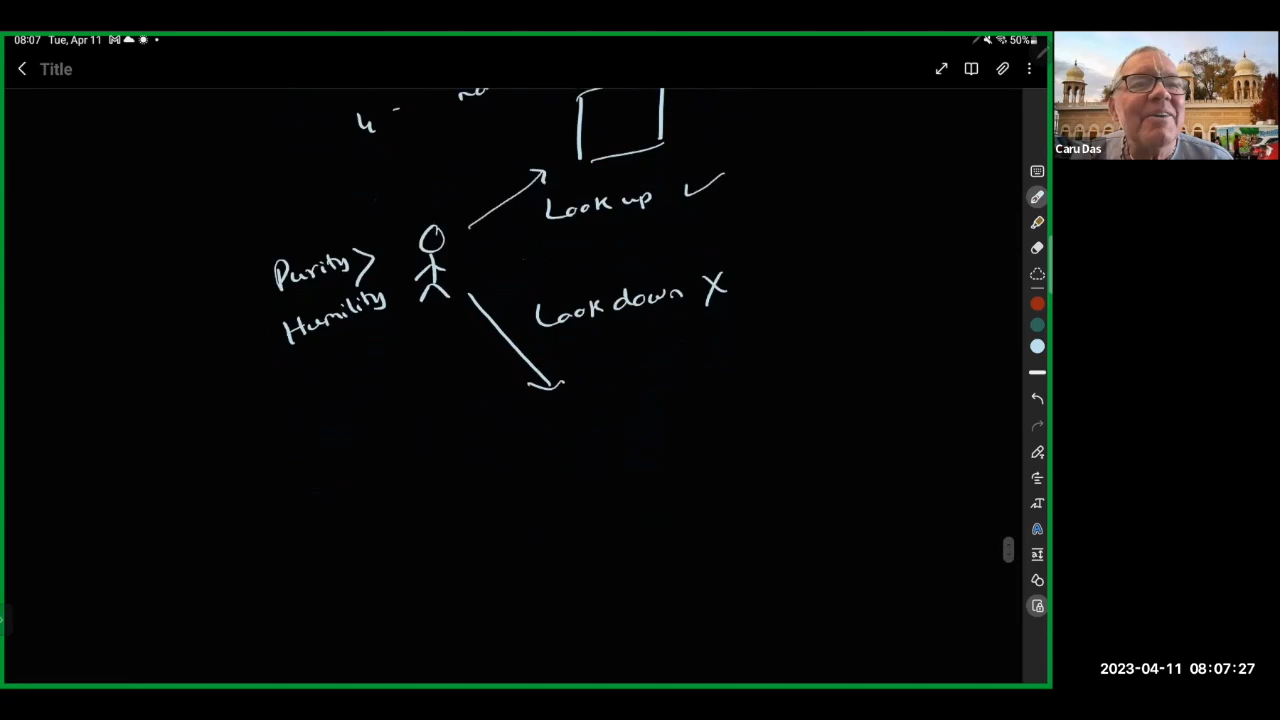 08:07 Tue, Apr 11
50%
Title
4 -
Look up ✓
Purity >
Humility
Look down X
Caru Das
2023-04-11 08:07:27